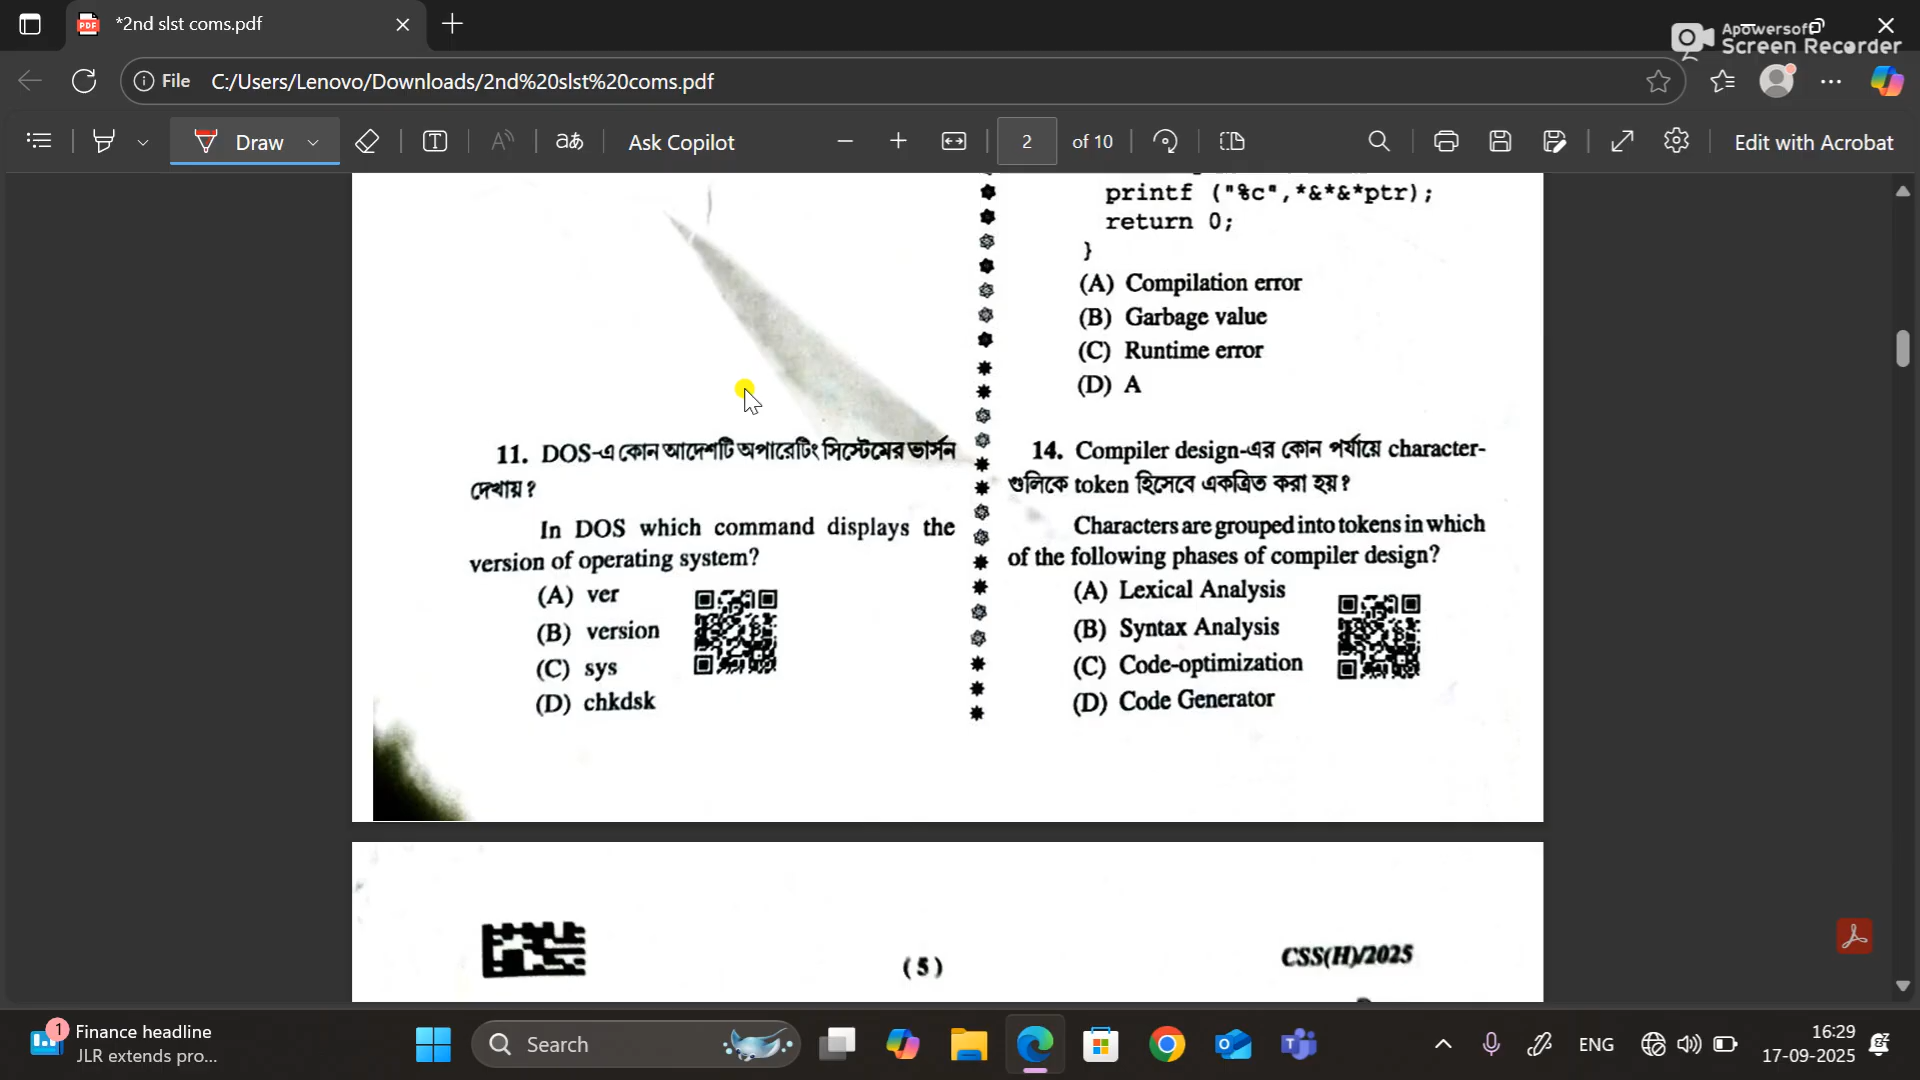 *2nd slst coms.pdf
Apowersoft
Screen Recorder
File C:/Users/Lenovo/Downloads/2nd%20slst%20coms.pdf
Draw
Ask Copilot
2 of 10
Edit with Acrobat
11. DOS-এ কোন আদেশটি অপারেটিং সিস্টেমের ভার্সন
দেখায়?
In DOS which command displays the
version of operating system?
(A) ver
(B) version
(C) sys
(D) chkdsk
printf ("%c",*&*&*ptr);
return 0;
}
(A) Compilation error
(B) Garbage value
(C) Runtime error
(D) A
14. Compiler design-এর কোন পর্যায়ে character-
গুলিকে token হিসেবে একত্রিত করা হয়?
Characters are grouped into tokens in which
of the following phases of compiler design?
(A) Lexical Analysis
(B) Syntax Analysis
(C) Code-optimization
(D) Code Generator
(5)
CSS(H)/2025
1
Finance headline
JLR extends pro...
Search
ENG
16:29
17-09-2025